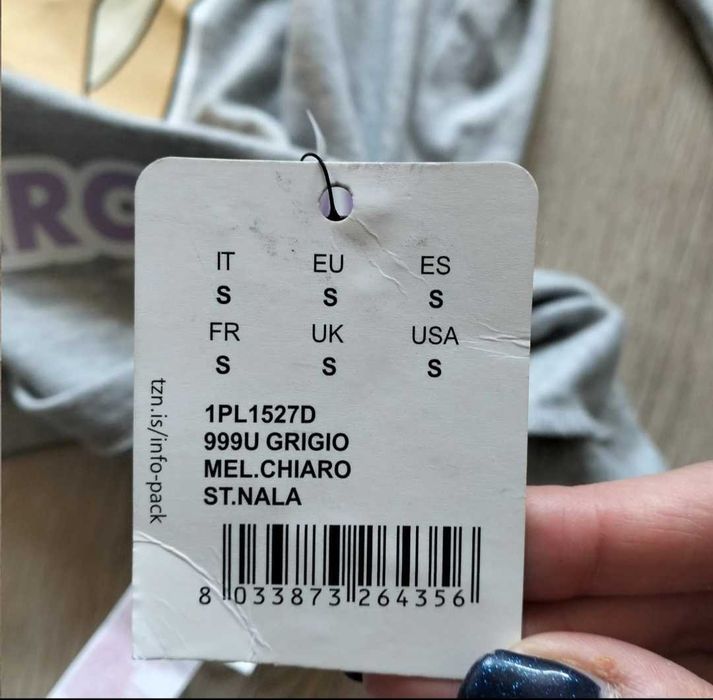 RO
IT EU ES
S S S
FR UK USA
S S S
1PL1527D
999U GRIGIO
MEL.CHIARO
ST.NALA
8 033873 264356
tzn.is/info-pack